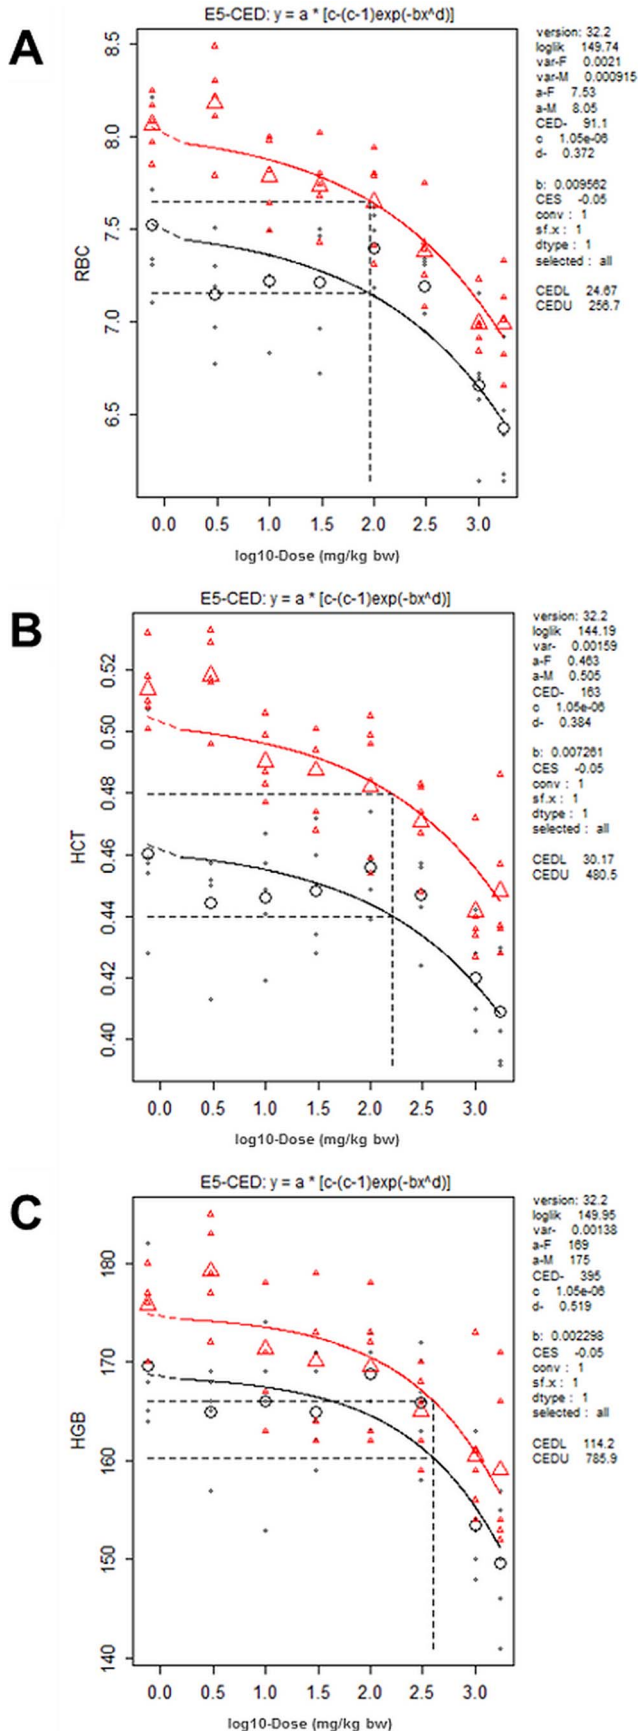 A
E5-CED: y = a * [c-(c-1)exp(-bx^d)]
version: 32.2
loglik 149.74
var-F 0.0021
var-M 0.000915
a-F 7.53
a-M 8.05
CED- 91.1
c 1.05e-06
d- 0.372
b: 0.009562
CES -0.05
conv : 1
sf.x : 1
dtype : 1
selected : all
CEDL 24.67
CEDU 256.7
RBC
8.5
8.0
7.5
7.0
6.5
0.0 0.5 1.0 1.5 2.0 2.5 3.0
log10-Dose (mg/kg bw)
B
E5-CED: y = a * [c-(c-1)exp(-bx^d)]
version: 32.2
loglik 144.19
var- 0.00159
a-F 0.463
a-M 0.505
CED- 163
c 1.05e-06
d- 0.384
b: 0.007261
CES -0.05
conv : 1
sf.x : 1
dtype : 1
selected : all
CEDL 30.17
CEDU 480.5
HCT
0.52
0.50
0.48
0.46
0.44
0.42
0.40
0.0 0.5 1.0 1.5 2.0 2.5 3.0
log10-Dose (mg/kg bw)
C
E5-CED: y = a * [c-(c-1)exp(-bx^d)]
version: 32.2
loglik 149.95
var- 0.00138
a-F 169
a-M 175
CED- 395
c 1.05e-06
d- 0.519
b: 0.002298
CES -0.05
conv : 1
sf.x : 1
dtype : 1
selected : all
CEDL 114.2
CEDU 785.9
HGB
180
170
160
150
140
0.0 0.5 1.0 1.5 2.0 2.5 3.0
log10-Dose (mg/kg bw)